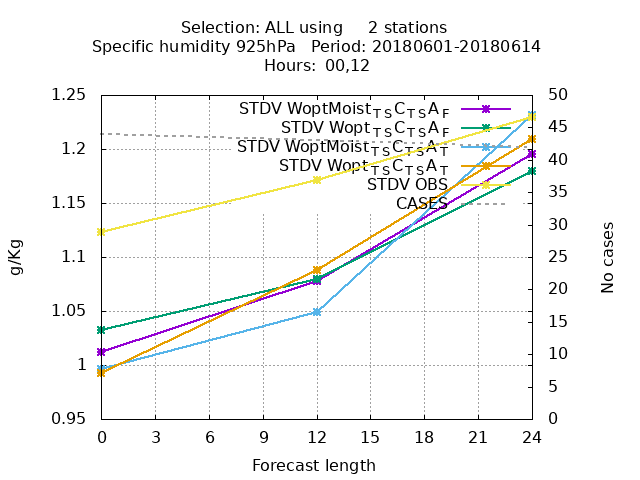 Selection: ALL using 2 stations
Specific humidity 925hPa Period: 20180601-20180614
Hours: 00,12
1.25
1.2
1.15
1.1
1.05
1
0.95
g/Kg
STDV WoptMoist_TS C_TS A_F
STDV Wopt_TS C_TS A_F
STDV WoptMoist_TS C_TS A_T
STDV Wopt_TS C_TS A_T
STDV OBS
CASES
50
45
40
35
30
25
20
15
10
5
0
No cases
0 3 6 9 12 15 18 21 24
Forecast length